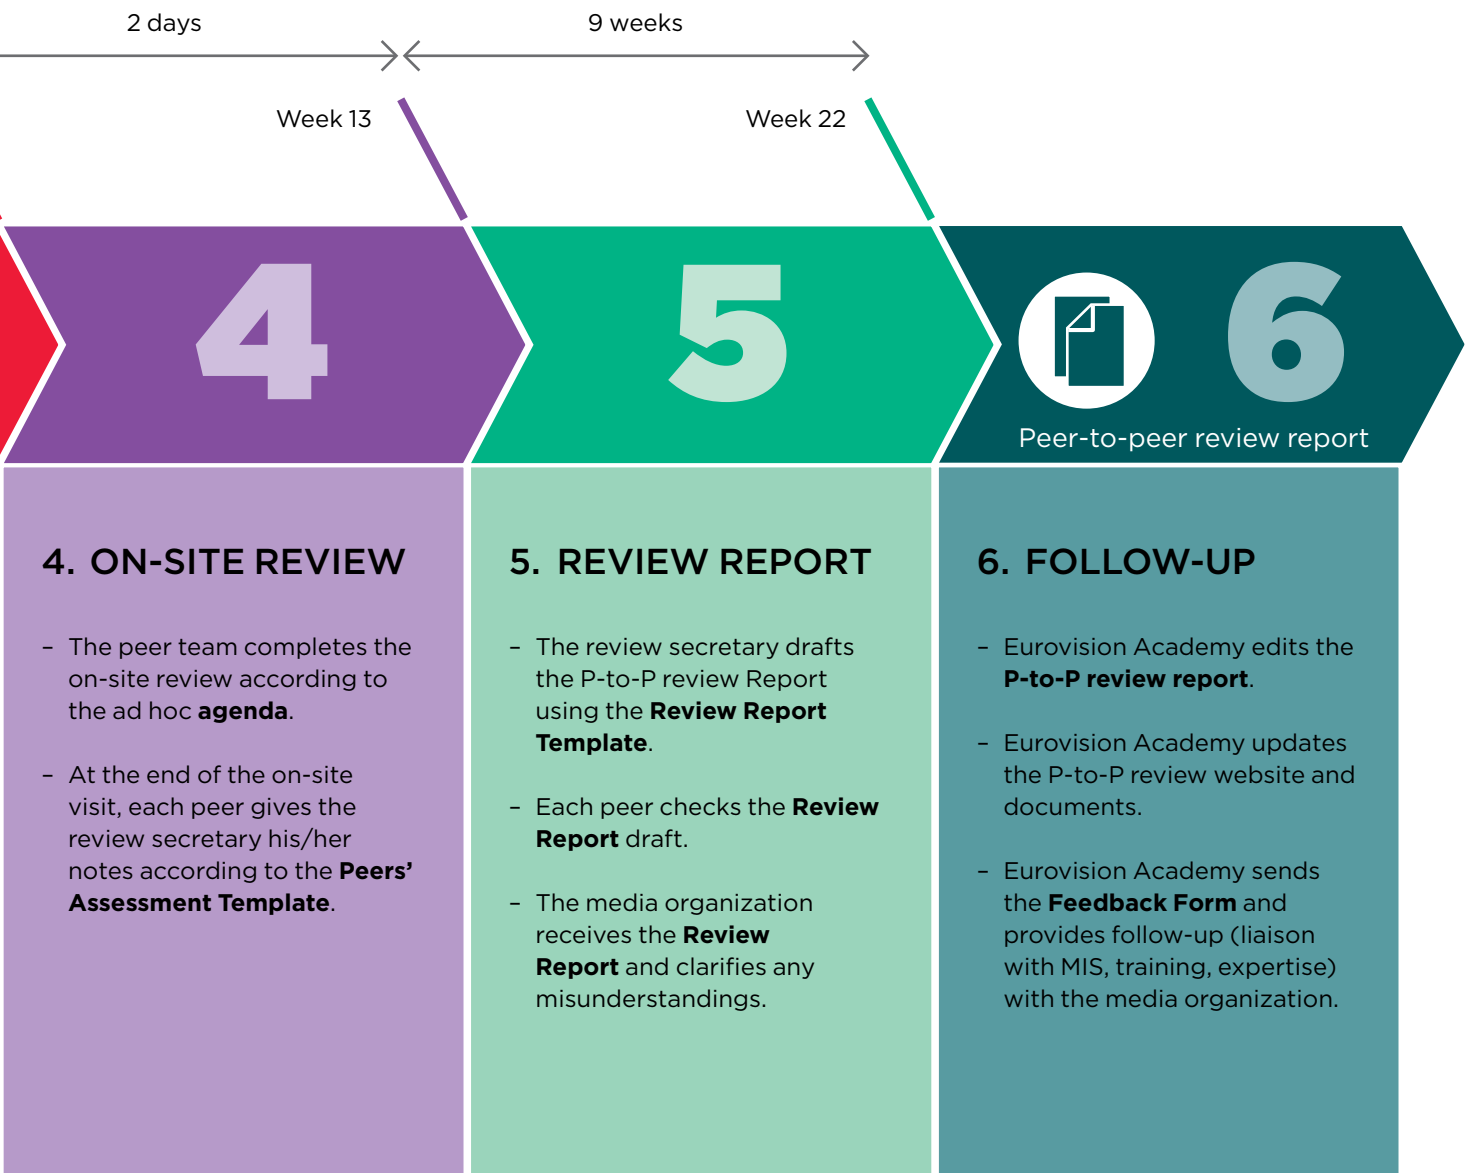 2 days
9 weeks
Week 13
Week 22
4
5
6
Peer-to-peer review report
4. ON-SITE REVIEW
– The peer team completes the
on-site review according to
the ad hoc agenda.
– At the end of the on-site
visit, each peer gives the
review secretary his/her
notes according to the Peers’
Assessment Template.
5. REVIEW REPORT
– The review secretary drafts
the P-to-P review Report
using the Review Report
Template.
– Each peer checks the Review
Report draft.
– The media organization
receives the Review
Report and clarifies any
misunderstandings.
6. FOLLOW-UP
– Eurovision Academy edits the
P-to-P review report.
– Eurovision Academy updates
the P-to-P review website and
documents.
– Eurovision Academy sends
the Feedback Form and
provides follow-up (liaison
with MIS, training, expertise)
with the media organization.